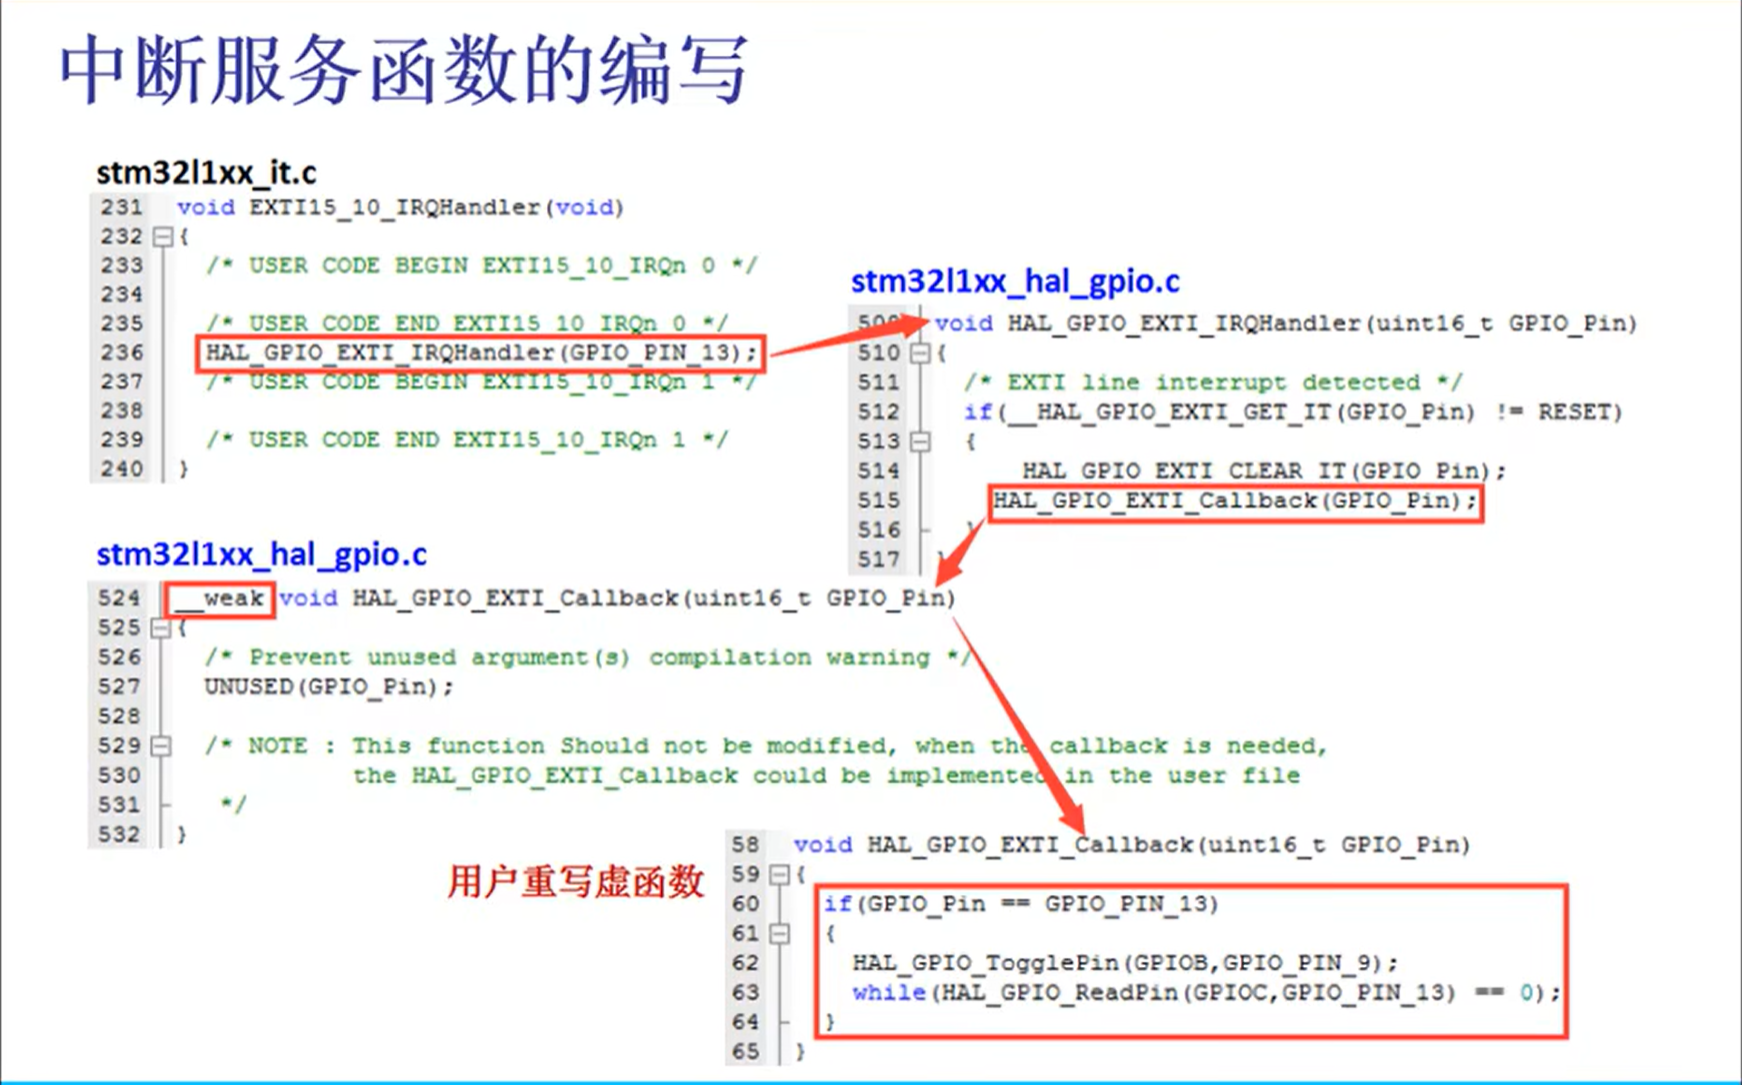 中断服务函数的编写
stm32l1xx_it.c
231 void EXTI15_10_IRQHandler(void)
232 {
233 /* USER CODE BEGIN EXTI15_10_IRQn 0 */
234
235 /* USER CODE END EXTI15_10_IRQn 0 */
236 HAL_GPIO_EXTI_IRQHandler(GPIO_PIN_13);
237 /* USER CODE BEGIN EXTI15_10_IRQn 1 */
238
239 /* USER CODE END EXTI15_10_IRQn 1 */
240 }
stm32l1xx_hal_gpio.c
509 void HAL_GPIO_EXTI_IRQHandler(uint16_t GPIO_Pin)
510 {
511 /* EXTI line interrupt detected */
512 if(__HAL_GPIO_EXTI_GET_IT(GPIO_Pin) != RESET)
513 {
514 __HAL_GPIO_EXTI_CLEAR_IT(GPIO_Pin);
515 HAL_GPIO_EXTI_Callback(GPIO_Pin);
516 }
517 }
stm32l1xx_hal_gpio.c
524 __weak void HAL_GPIO_EXTI_Callback(uint16_t GPIO_Pin)
525 {
526 /* Prevent unused argument(s) compilation warning */
527 UNUSED(GPIO_Pin);
528
529 /* NOTE : This function Should not be modified, when the callback is needed,
530 the HAL_GPIO_EXTI_Callback could be implemented in the user file
531 */
532 }
用户重写虚函数
58 void HAL_GPIO_EXTI_Callback(uint16_t GPIO_Pin)
59 {
60 if(GPIO_Pin == GPIO_PIN_13)
61 {
62 HAL_GPIO_TogglePin(GPIOB,GPIO_PIN_9);
63 while(HAL_GPIO_ReadPin(GPIOC,GPIO_PIN_13) == 0);
64 }
65 }